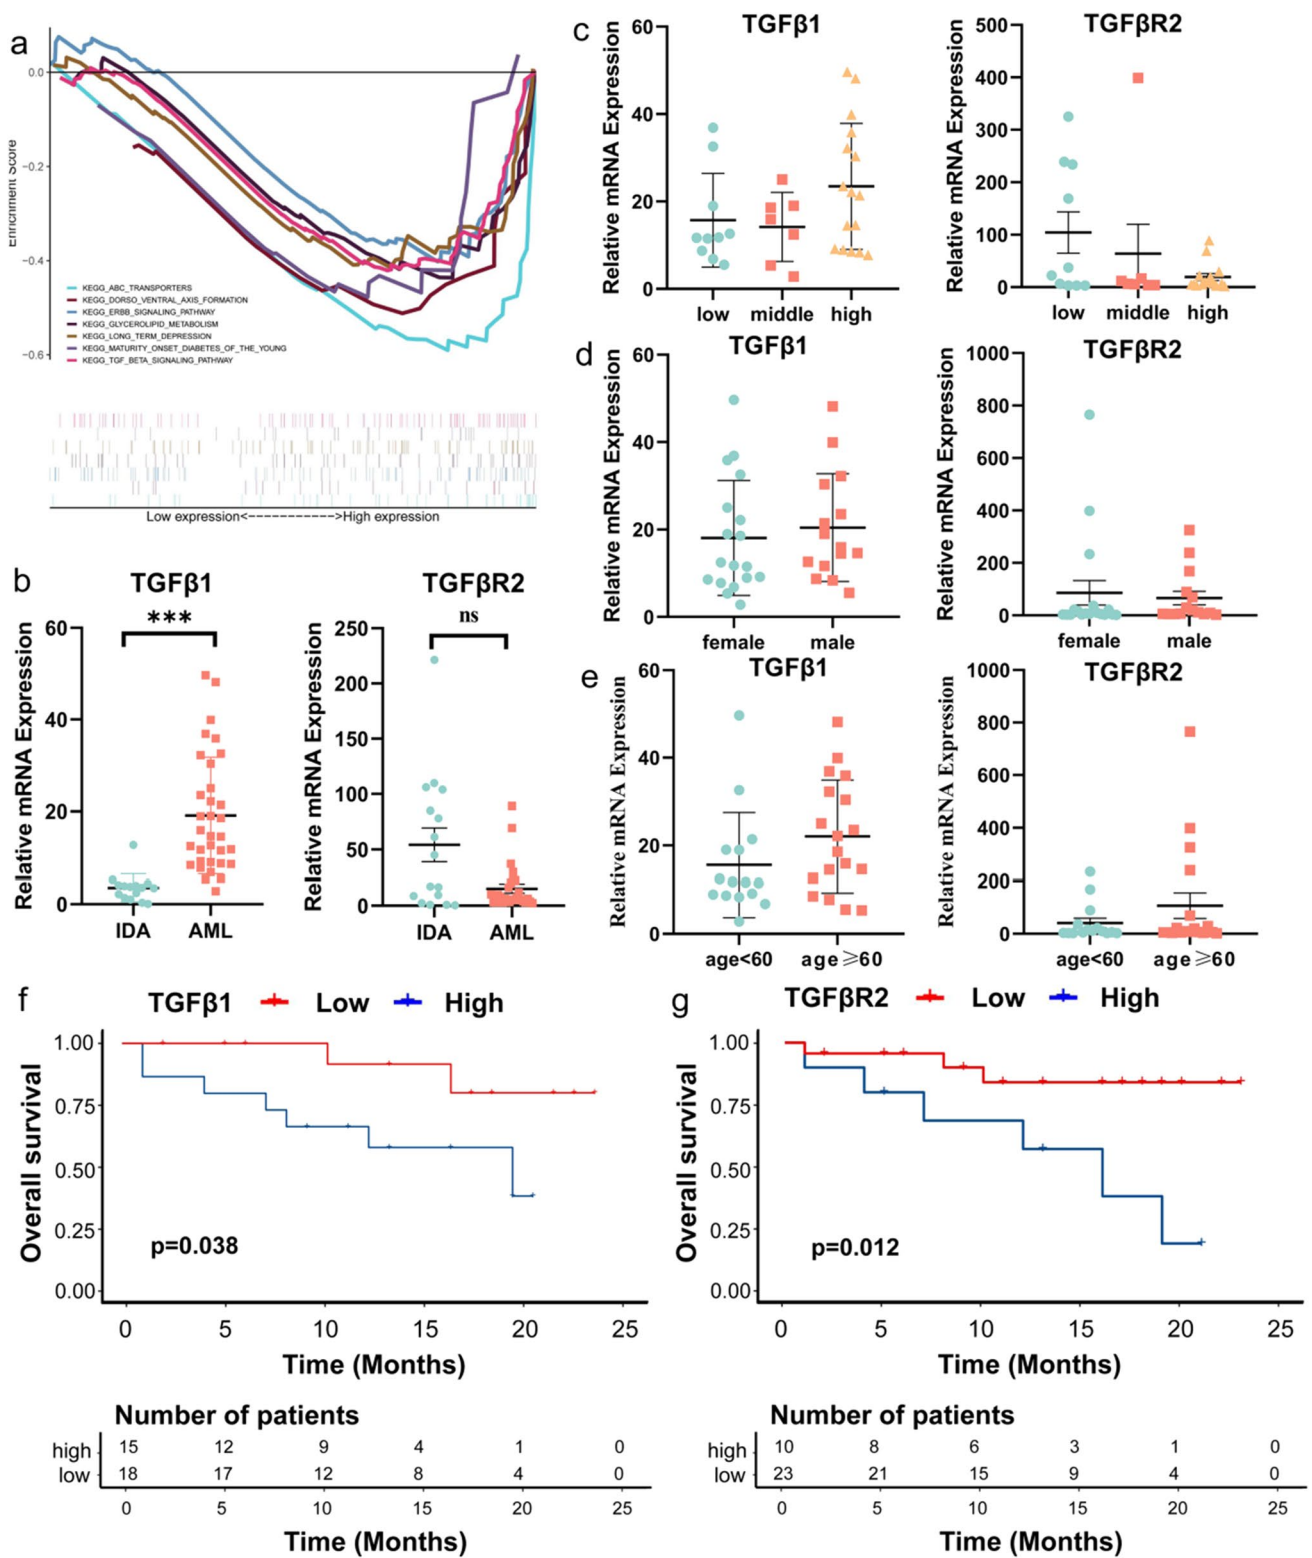 a
Enrichment Score
0.0
−0.2
−0.4
−0.6
KEGG_ABC_TRANSPORTERS
KEGG_DORSO_VENTRAL_AXIS_FORMATION
KEGG_ERBB_SIGNALING_PATHWAY
KEGG_GLYCEROLIPID_METABOLISM
KEGG_LONG_TERM_DEPRESSION
KEGG_MATURITY_ONSET_DIABETES_OF_THE_YOUNG
KEGG_TGF_BETA_SIGNALING_PATHWAY
Low expression<------------->High expression
b
TGFβ1
***
Relative mRNA Expression
60
40
20
0
IDA AML
TGFβR2
ns
Relative mRNA Expression
250
200
150
100
50
0
IDA AML
c
TGFβ1
Relative mRNA Expression
60
40
20
0
low middle high
TGFβR2
Relative mRNA Expression
500
400
300
200
100
0
low middle high
d
TGFβ1
Relative mRNA Expression
60
40
20
0
female male
TGFβR2
Relative mRNA Expression
1000
800
600
400
200
0
female male
e
TGFβ1
Relative mRNA Expression
60
40
20
0
age<60 age⩾60
TGFβR2
Relative mRNA Expression
1000
800
600
400
200
0
age<60 age⩾60
f
TGFβ1 Low High
Overall survival
1.00
0.75
0.50
0.25
0.00
p=0.038
0 5 10 15 20 25
Time (Months)
Number of patients
high 15 12 9 4 1 0
low 18 17 12 8 4 0
0 5 10 15 20 25
Time (Months)
g
TGFβR2 Low High
Overall survival
1.00
0.75
0.50
0.25
0.00
p=0.012
0 5 10 15 20 25
Time (Months)
Number of patients
high 10 8 6 3 1 0
low 23 21 15 9 4 0
0 5 10 15 20 25
Time (Months)